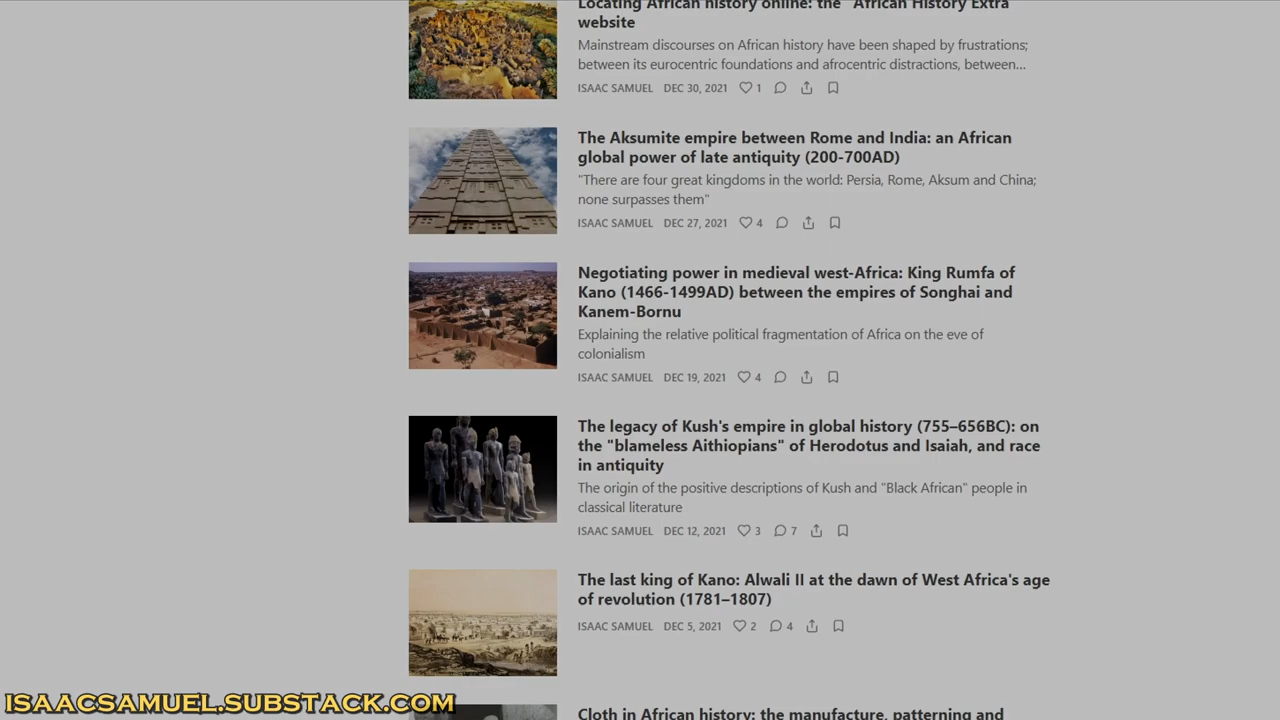 Locating African history online: the "African History Extra"
website
Mainstream discourses on African history have been shaped by frustrations;
between its eurocentric foundations and afrocentric distractions, between...
ISAAC SAMUEL DEC 30, 2021 1
The Aksumite empire between Rome and India: an African
global power of late antiquity (200-700AD)
"There are four great kingdoms in the world: Persia, Rome, Aksum and China;
none surpasses them"
ISAAC SAMUEL DEC 27, 2021 4
Negotiating power in medieval west-Africa: King Rumfa of
Kano (1466-1499AD) between the empires of Songhai and
Kanem-Bornu
Explaining the relative political fragmentation of Africa on the eve of
colonialism
ISAAC SAMUEL DEC 19, 2021 4
The legacy of Kush's empire in global history (755–656BC): on
the "blameless Aithiopians" of Herodotus and Isaiah, and race
in antiquity
The origin of the positive descriptions of Kush and "Black African" people in
classical literature
ISAAC SAMUEL DEC 12, 2021 3 7
The last king of Kano: Alwali II at the dawn of West Africa's age
of revolution (1781–1807)
ISAAC SAMUEL DEC 5, 2021 2 4
Cloth in African history: the manufacture, patterning and
ISAACSAMUEL.SUBSTACK.COM